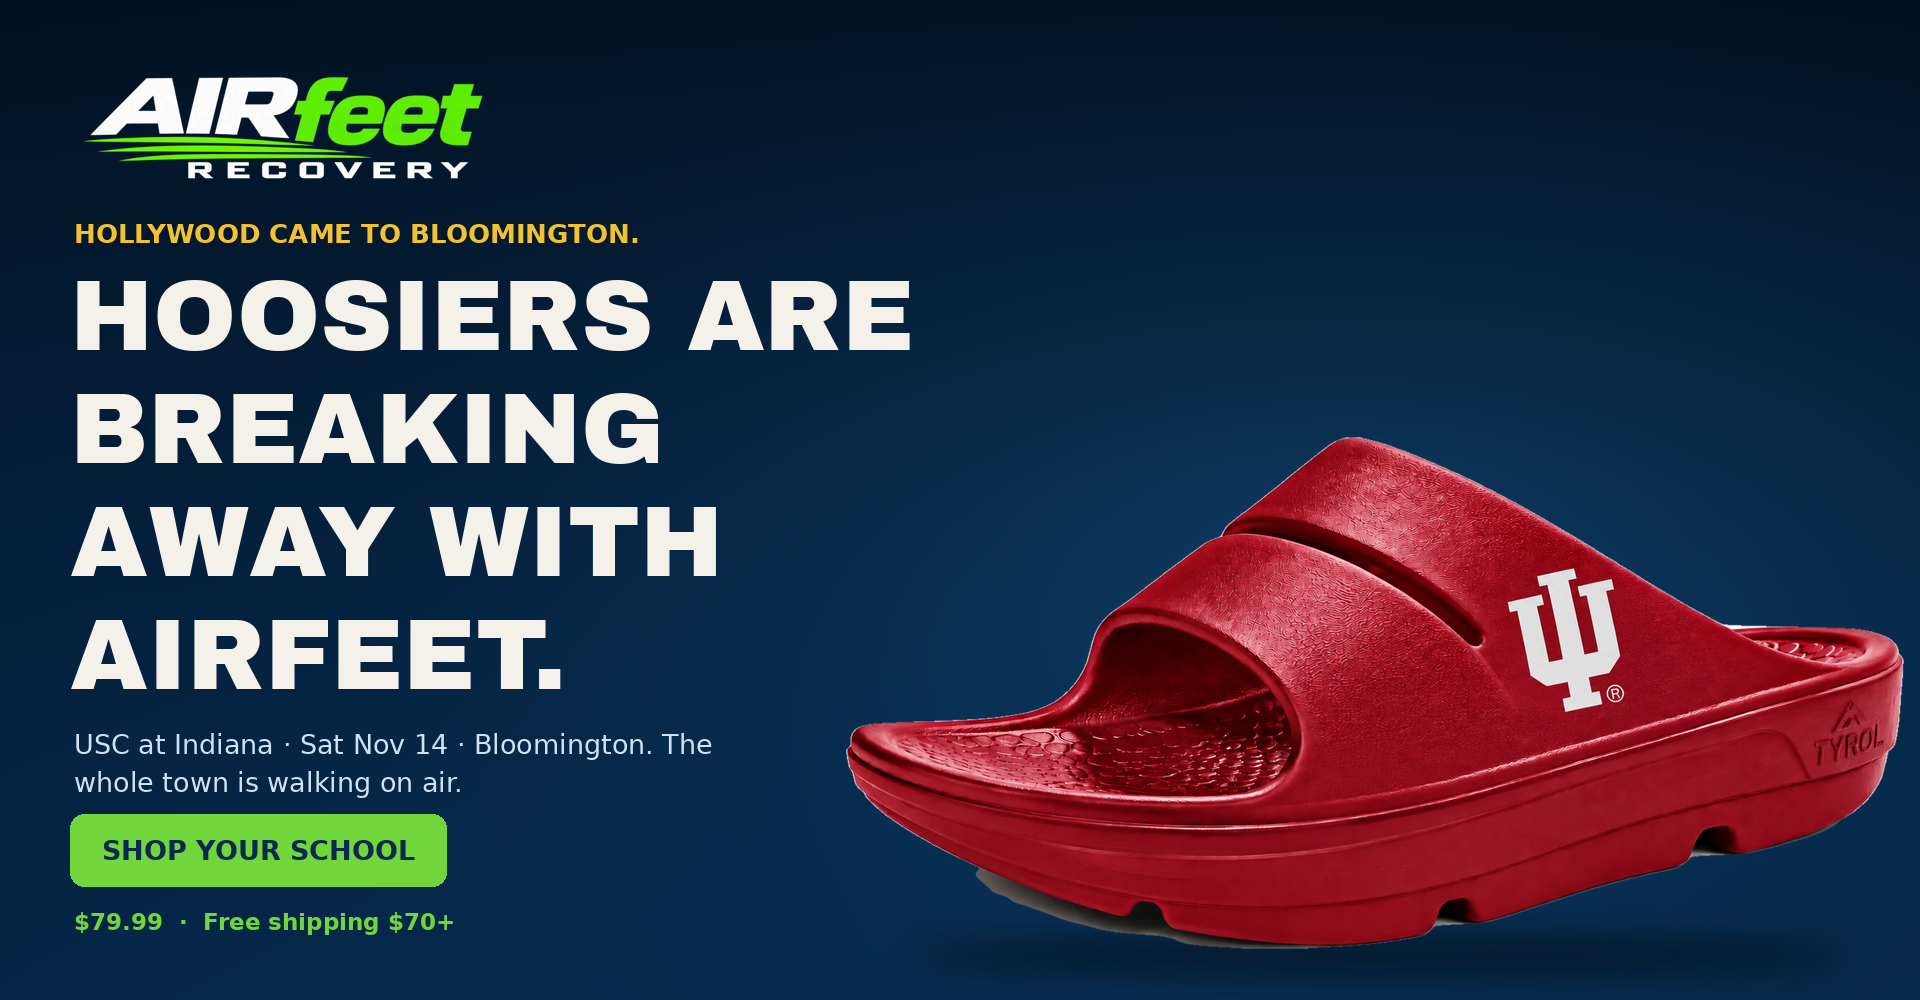 AIRfeet
RECOVERY
HOLLYWOOD CAME TO BLOOMINGTON.
HOOSIERS ARE
BREAKING
AWAY WITH
AIRFEET.
USC at Indiana · Sat Nov 14 · Bloomington. The
whole town is walking on air.
SHOP YOUR SCHOOL
$79.99 · Free shipping $70+
IU®
TYROL